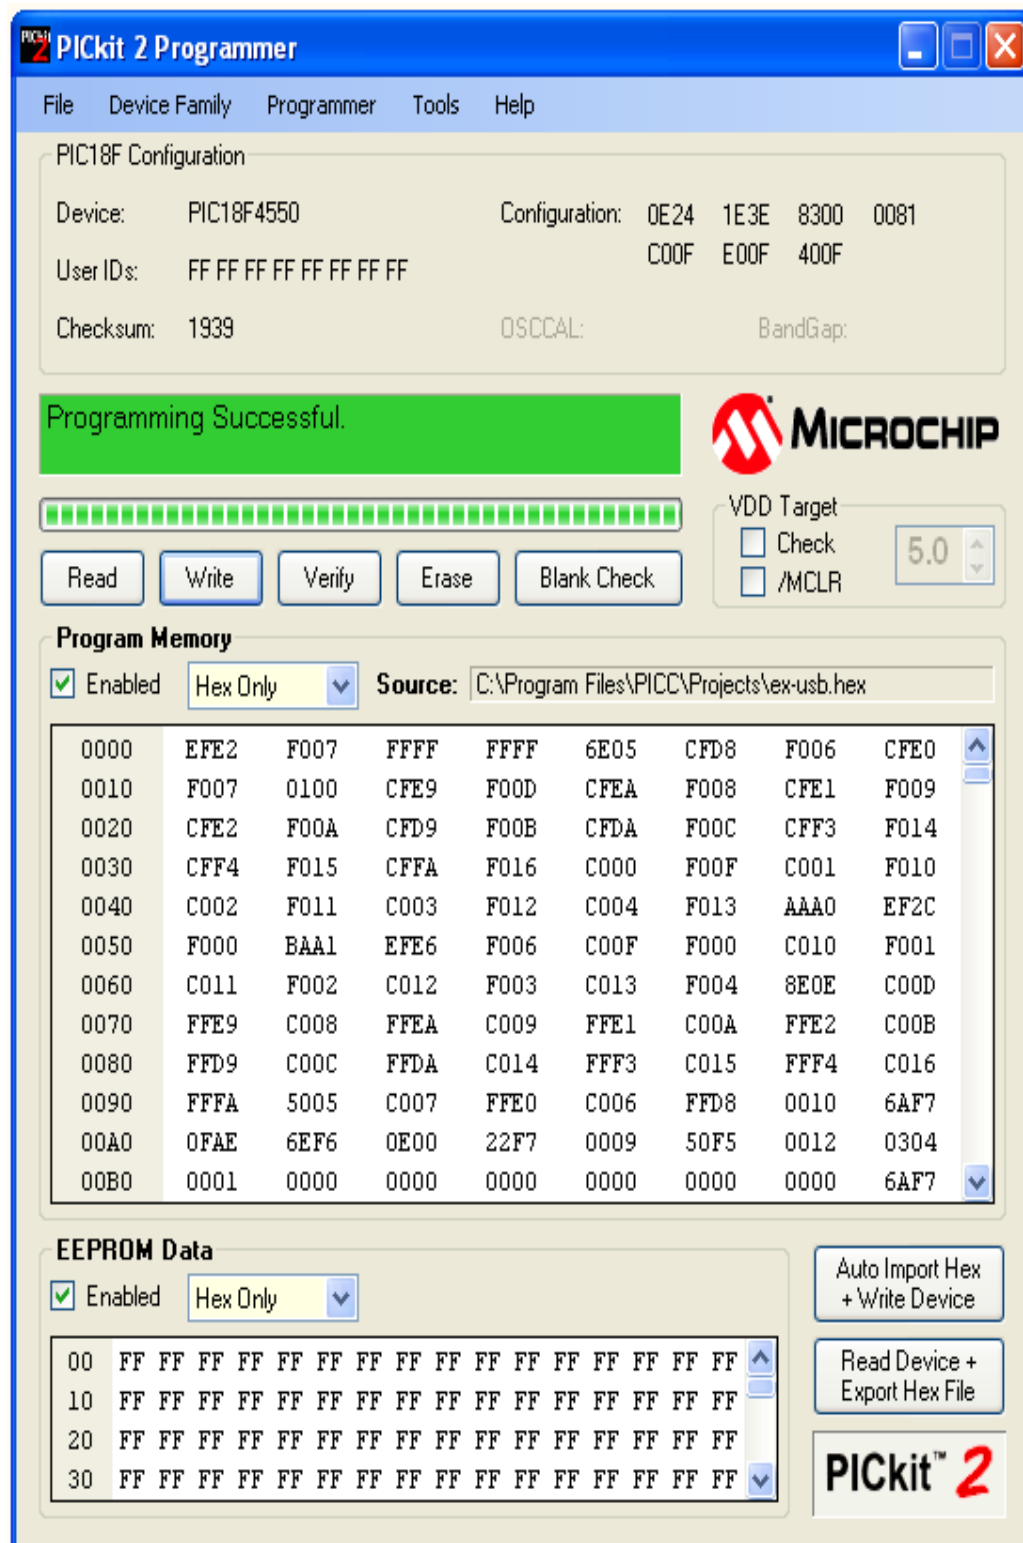 PICkit 2 Programmer
File Device Family Programmer Tools Help
PIC18F Configuration
Device: PIC18F4550 Configuration: 0E24 1E3E 8300 0081
C00F E00F 400F
User IDs: FF FF FF FF FF FF FF FF
Checksum: 1939 OSCCAL: BandGap:
Programming Successful.
MICROCHIP
VDD Target
Check
5.0
/MCLR
Read Write Verify Erase Blank Check
Program Memory
Enabled Hex Only Source: C:\Program Files\PICC\Projects\ex-usb.hex
0000 EFE2 F007 FFFF FFFF 6E05 CFD8 F006 CFE0
0010 F007 0100 CFE9 F00D CFEA F008 CFE1 F009
0020 CFE2 F00A CFD9 F00B CFDA F00C CFF3 F014
0030 CFF4 F015 CFFA F016 C000 F00F C001 F010
0040 C002 F011 C003 F012 C004 F013 AAA0 EF2C
0050 F000 BAA1 EFE6 F006 C00F F000 C010 F001
0060 C011 F002 C012 F003 C013 F004 8E0E C00D
0070 FFE9 C008 FFEA C009 FFE1 C00A FFE2 C00B
0080 FFD9 C00C FFDA C014 FFF3 C015 FFF4 C016
0090 FFFA 5005 C007 FFE0 C006 FFD8 0010 6AF7
00A0 0FAE 6EF6 0E00 22F7 0009 50F5 0012 0304
00B0 0001 0000 0000 0000 0000 0000 0000 6AF7
EEPROM Data
Enabled Hex Only
00 FF FF FF FF FF FF FF FF FF FF FF FF FF FF FF FF
10 FF FF FF FF FF FF FF FF FF FF FF FF FF FF FF FF
20 FF FF FF FF FF FF FF FF FF FF FF FF FF FF FF FF
30 FF FF FF FF FF FF FF FF FF FF FF FF FF FF FF FF
Auto Import Hex
+ Write Device
Read Device +
Export Hex File
PICkit™ 2